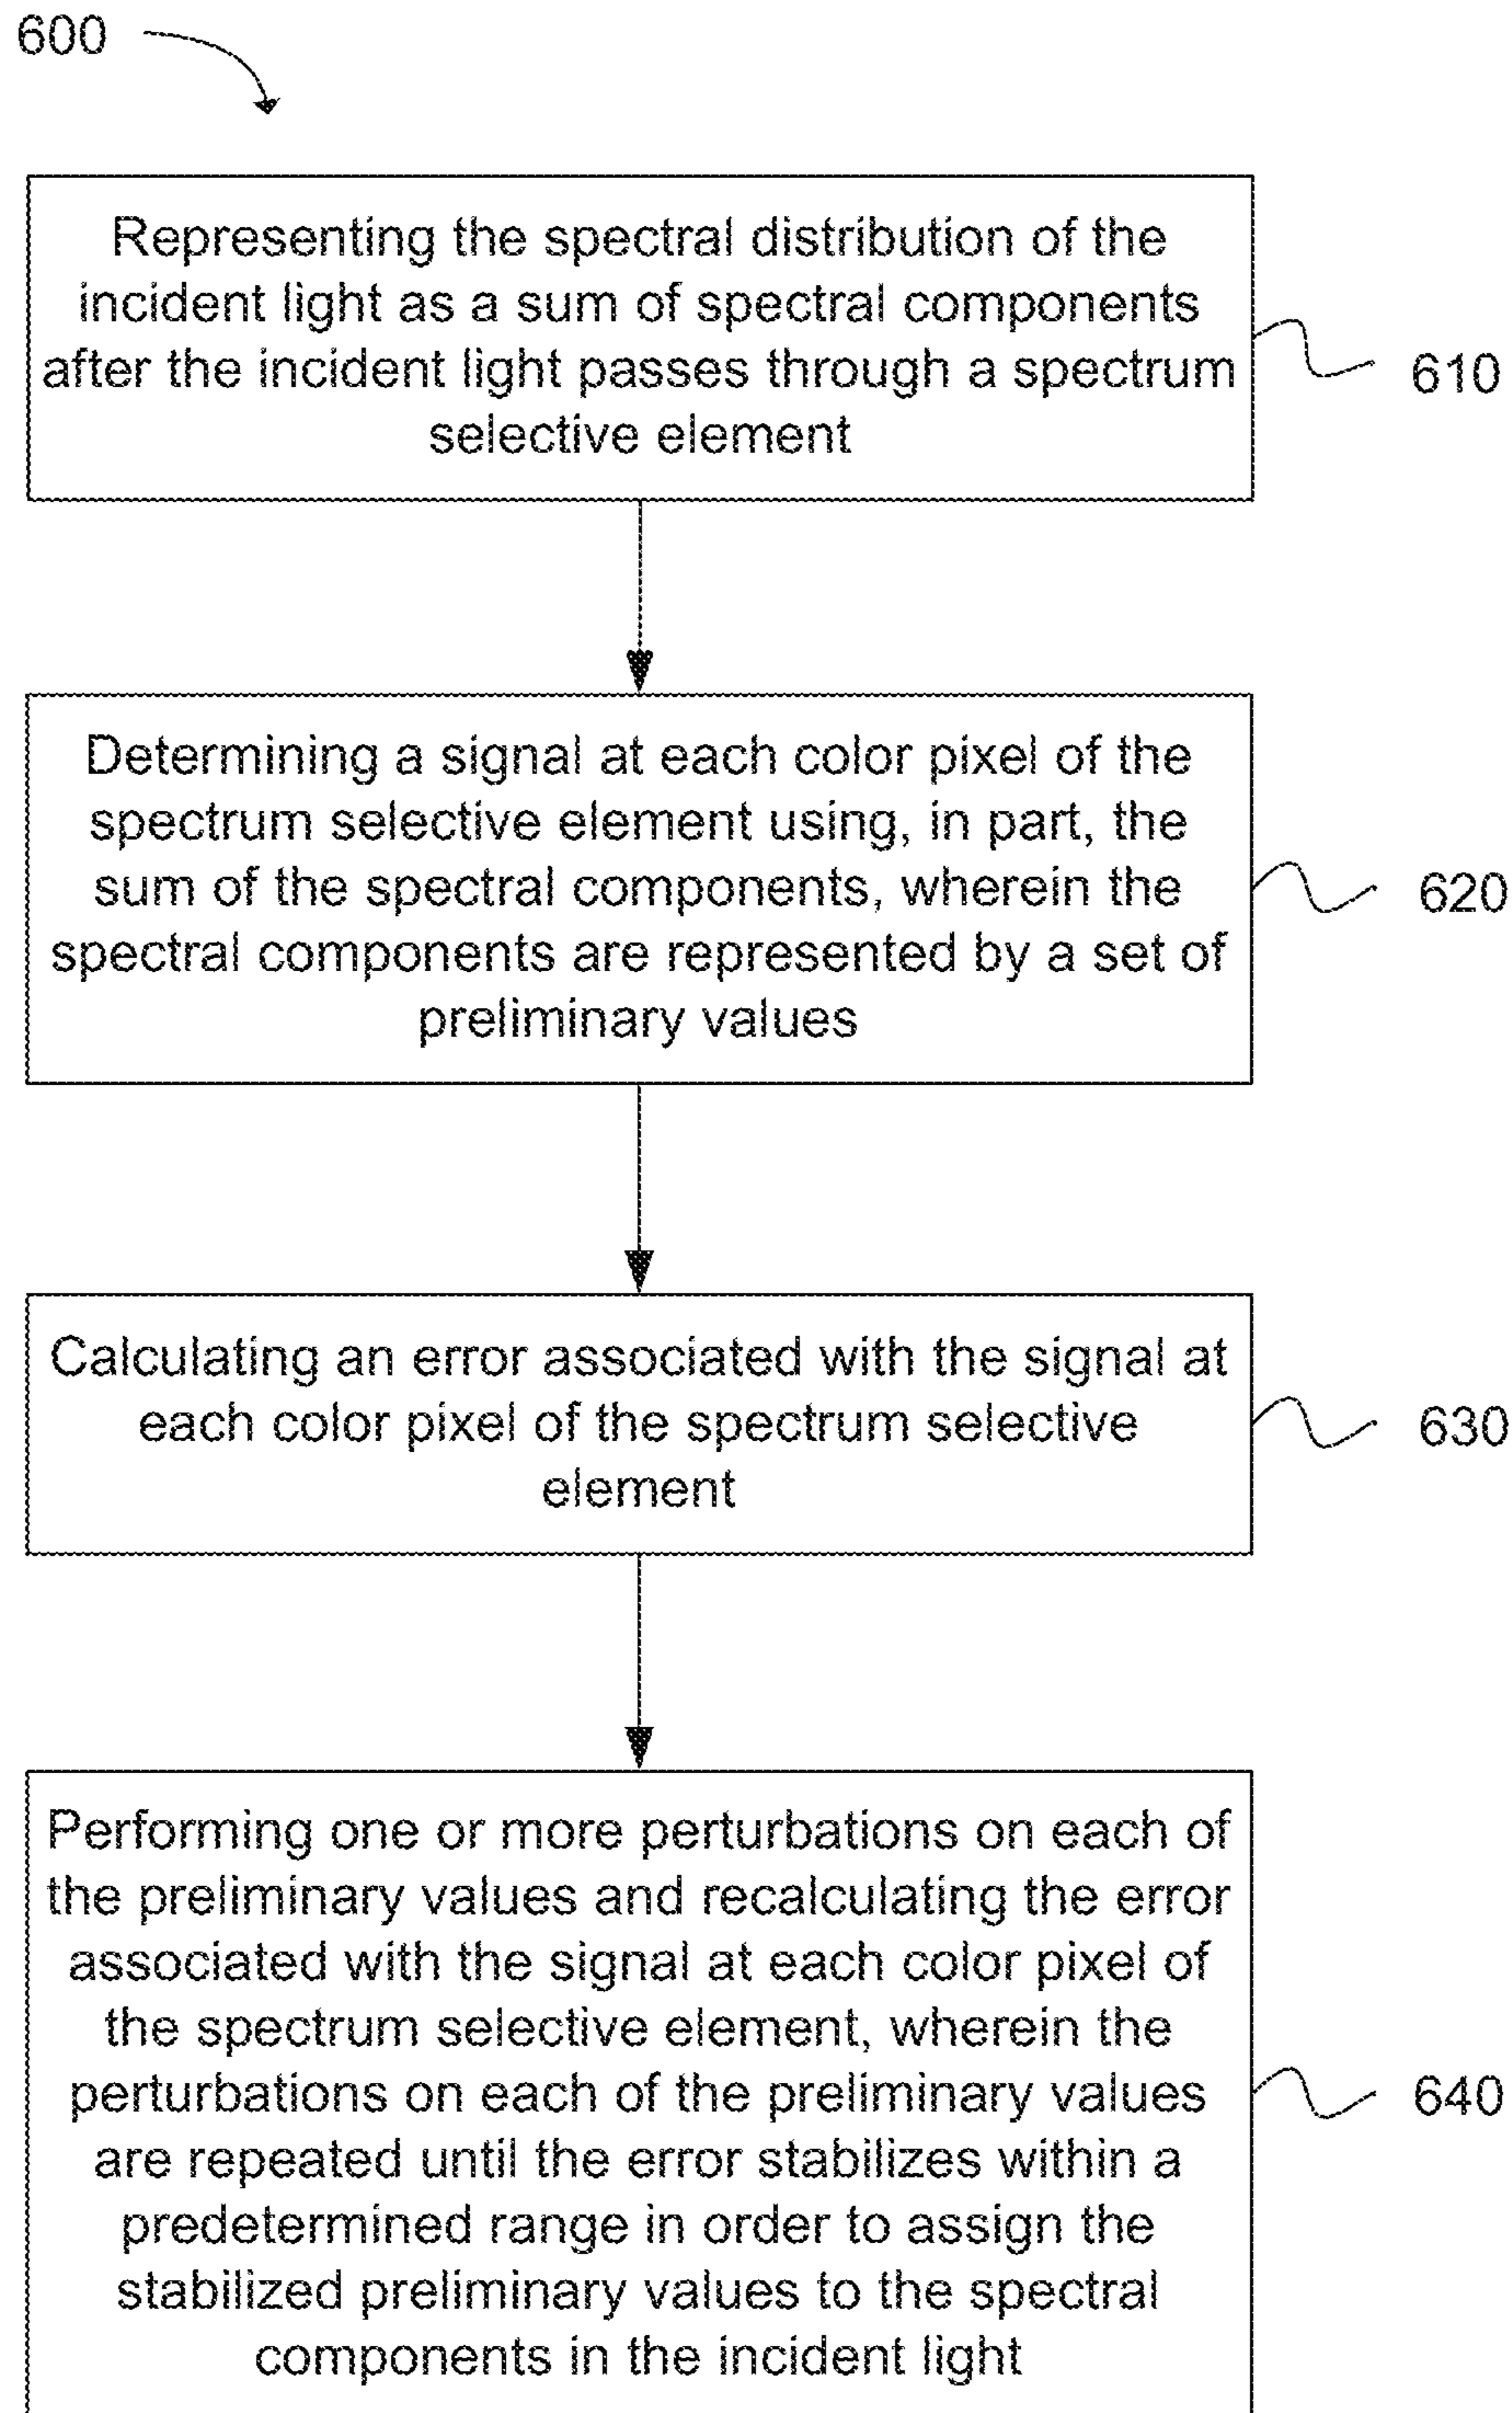 600
Representing the spectral distribution of the
incident light as a sum of spectral components
after the incident light passes through a spectrum
selective element
610
Determining a signal at each color pixel of the
spectrum selective element using, in part, the
sum of the spectral components, wherein the
spectral components are represented by a set of
preliminary values
620
Calculating an error associated with the signal at
each color pixel of the spectrum selective
element
630
Performing one or more perturbations on each of
the preliminary values and recalculating the error
associated with the signal at each color pixel of
the spectrum selective element, wherein the
perturbations on each of the preliminary values
are repeated until the error stabilizes within a
predetermined range in order to assign the
stabilized preliminary values to the spectral
components in the incident light
640